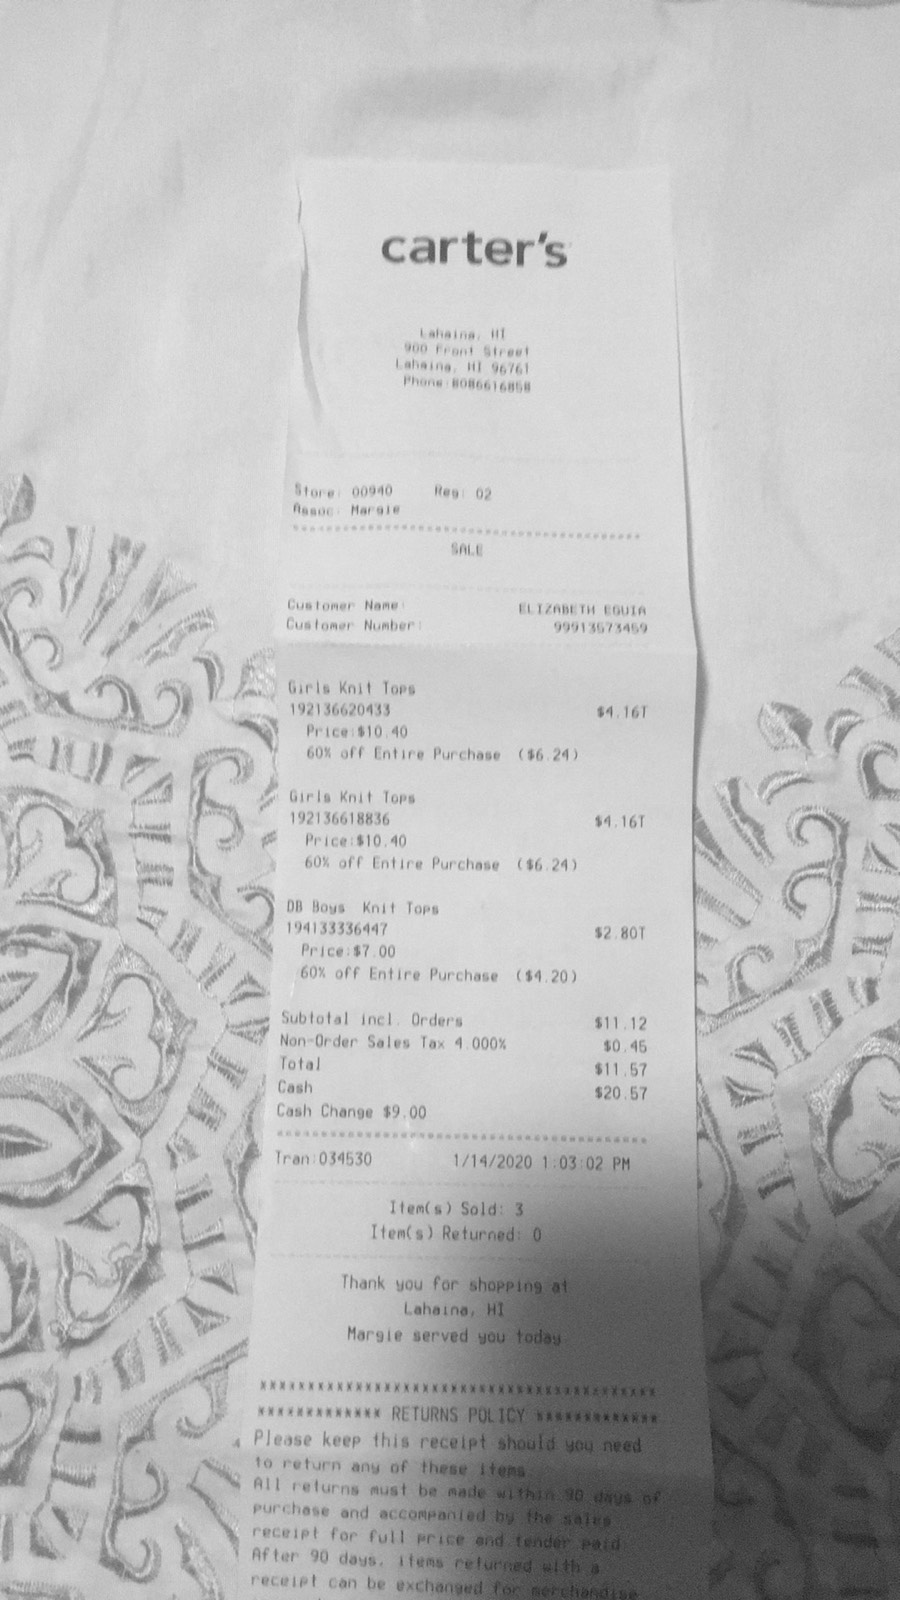 carter's
Lahaina, HI
900 Front Street
Lahaina, HI 96761
Phone:8086616858
Store: 00940 Reg: 02
Assoc: Margie
SALE
Customer Name: ELIZABETH EGUIA
Customer Number: 99913573459
Girls Knit Tops
192136620433 $4.16T
Price:$10.40
60% off Entire Purchase ($6.24)
Girls Knit Tops
192136618836 $4.16T
Price:$10.40
60% off Entire Purchase ($6.24)
DB Boys Knit Tops
194133336447 $2.80T
Price:$7.00
60% off Entire Purchase ($4.20)
Subtotal incl. Orders $11.12
Non-Order Sales Tax 4.000% $0.45
Total $11.57
Cash $20.57
Cash Change $9.00
Tran:034530 1/14/2020 1:03:02 PM
Item(s) Sold: 3
Item(s) Returned: 0
Thank you for shopping at
Lahaina, HI
Margie served you today.
RETURNS POLICY
Please keep this receipt should you need
to return any of these items.
All returns must be made within 90 days of
purchase and accompanied by the sales
receipt for full price and tender paid.
After 90 days, items returned with a
receipt can be exchanged for merchandise